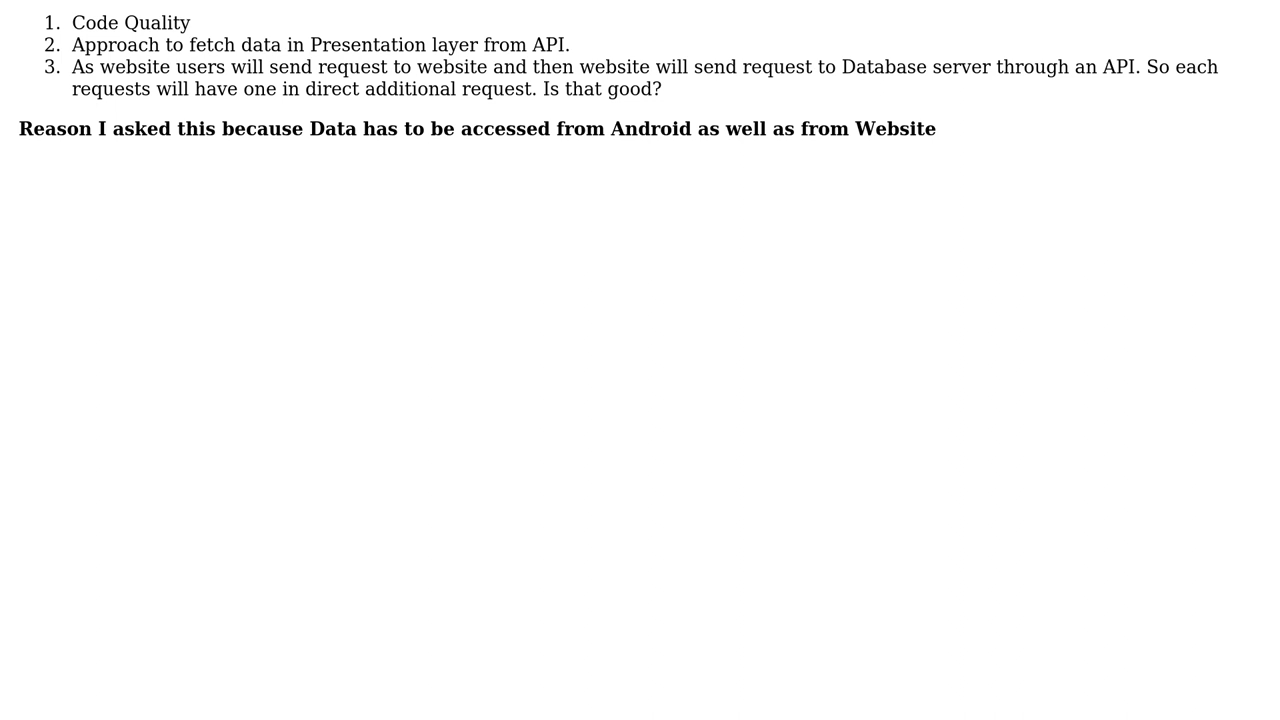 1. Code Quality
2. Approach to fetch data in Presentation layer from API.
3. As website users will send request to website and then website will send request to Database server through an API. So each
requests will have one in direct additional request. Is that good?
Reason I asked this because Data has to be accessed from Android as well as from Website